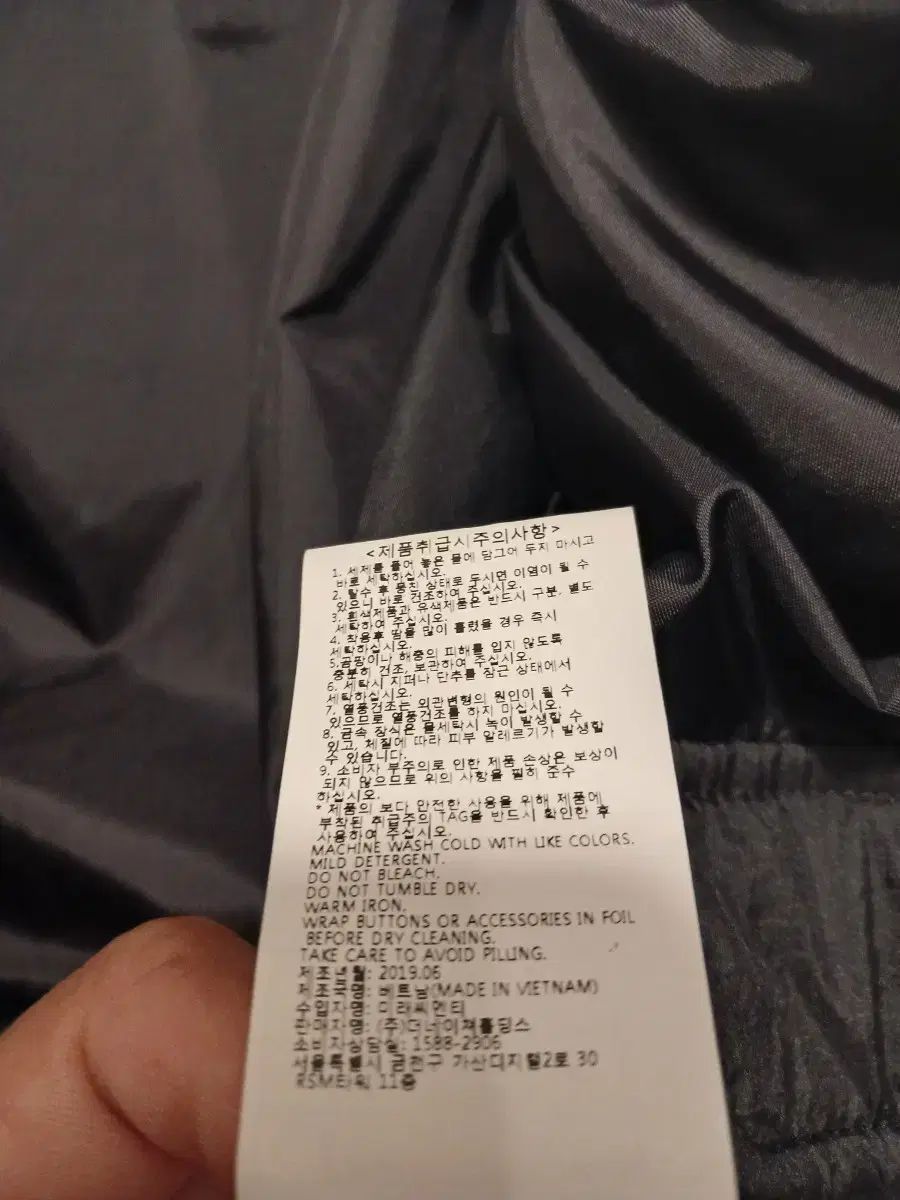 <제품취급시주의사항>
1. 세제를 풀어 놓은 물에 담그어 두지 마시고
바로 세탁하십시오.
2. 탈수 후 뭉친 상태로 두시면 이염이 될 수
있으니 바로 건조하여 주십시오.
3. 흰색제품과 유색제품은 반드시 구분, 별도
세탁하여 주십시오.
4. 착용후 땀을 많이 흘렸을 경우 즉시
세탁하십시오.
5.곰팡이나 해충의 피해를 입지 않도록
충분히 건조, 보관하여 주십시오.
6. 세탁시 지퍼나 단추를 잠근 상태에서
세탁하십시오.
7. 열풍건조는 외관변형의 원인이 될 수
있으므로 열풍건조를 하지 마십시오.
8. 금속 장식은 물세탁시 녹이 발생할 수
있고, 체질에 따라 피부 알레르기가 발생할
수 있습니다.
9. 소비자 부주의로 인한 제품 손상은 보상이
되지 않으므로 위의 사항을 필히 준수
하십시오.
* 제품의 보다 안전한 사용을 위해 제품에
부착된 취급주의 TAG을 반드시 확인한 후
사용하여 주십시오.
MACHINE WASH COLD WITH LIKE COLORS.
MILD DETERGENT.
DO NOT BLEACH.
DO NOT TUMBLE DRY.
WARM IRON.
WRAP BUTTONS OR ACCESSORIES IN FOIL
BEFORE DRY CLEANING.
TAKE CARE TO AVOID PILLING.
제조년월: 2019.06
제조국명: 베트남(MADE IN VIETNAM)
수입자명: 미래씨앤티
판매자명: (주)더네이쳐홀딩스
소비자상담실: 1588-2906
서울특별시 금천구 가산디지털2로 30
RSME타워 11층